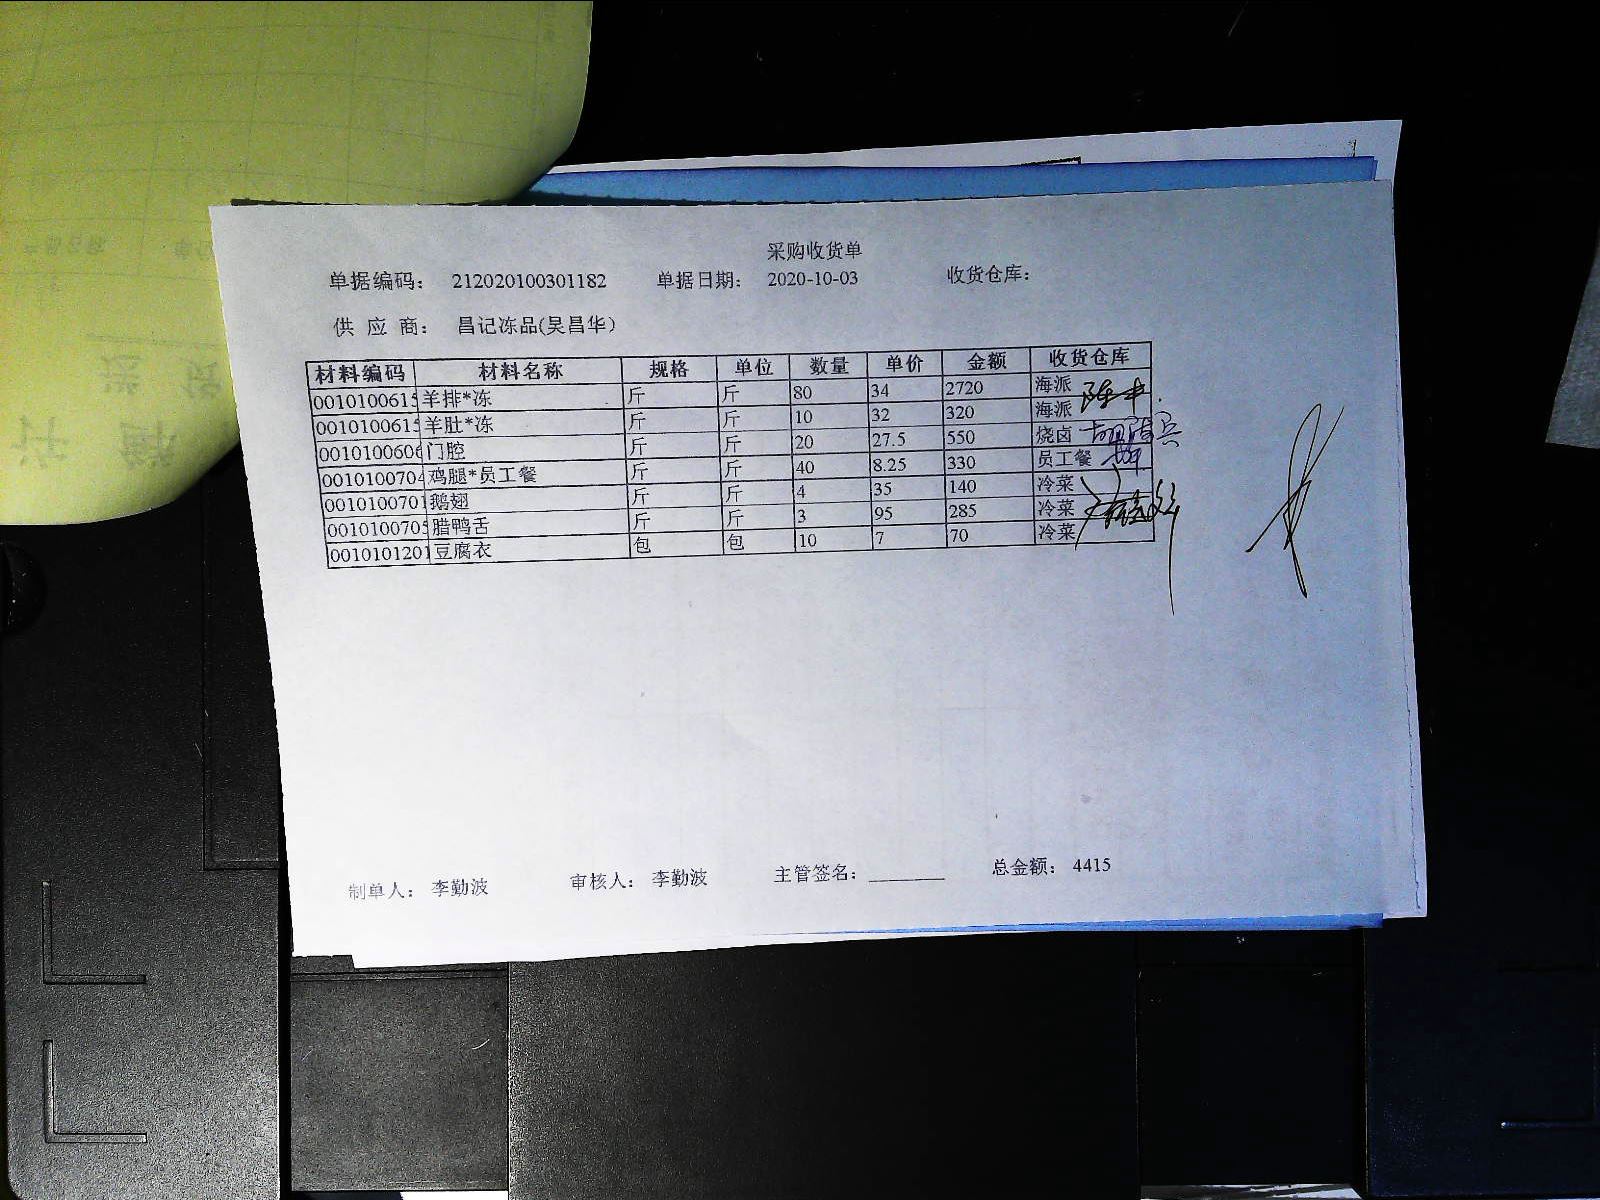 采购收货单
单据编码： 212020100301182 单据日期： 2020-10-03 收货仓库：
供 应 商： 昌记冻品(吴昌华)
材料编码 材料名称 规格 单位 数量 单价 金额 收货仓库
0010100615 羊排*冻 斤 斤 80 34 2720 海派
0010100615 羊肚*冻 斤 斤 10 32 320 海派
0010100606 门腔 斤 斤 20 27.5 550 烧卤
0010100704 鸡腿*员工餐 斤 斤 40 8.25 330 员工餐
0010100701 鹅翅 斤 斤 4 35 140 冷菜
0010100705 腊鸭舌 斤 斤 3 95 285 冷菜
0010101201 豆腐衣 包 包 10 7 70 冷菜
制单人： 李勤波 审核人： 李勤波 主管签名： 总金额： 4415